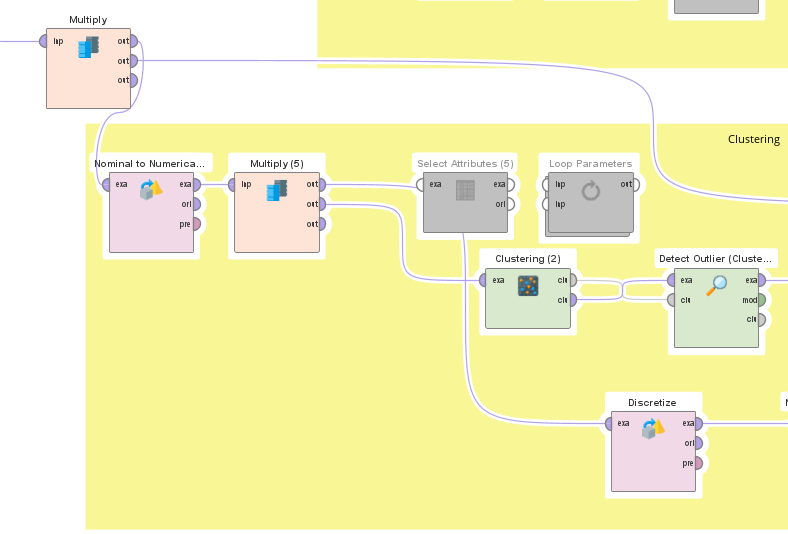 Multiply
inp
out
out
out
Clustering
Nominal to Numerica...
exa
exa
ori
pre
Multiply (5)
inp
out
out
out
Select Attributes (5)
exa
exa
ori
Loop Parameters
inp
inp
out
Clustering (2)
exa
clu
clu
Detect Outlier (Cluste...
exa
clu
exa
mod
clu
Discretize
exa
exa
ori
pre